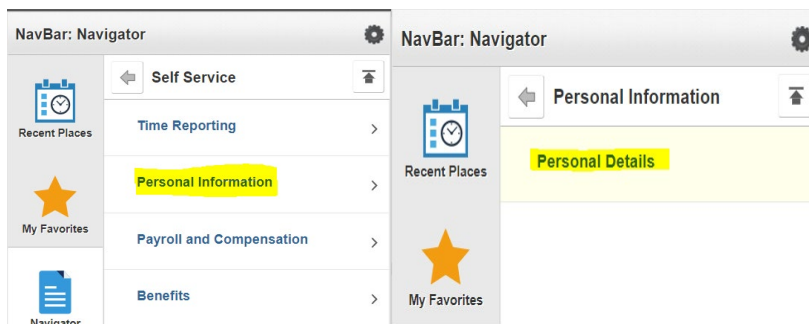 NavBar: Navigator
Self Service
Recent Places
Time Reporting
Personal Information
My Favorites
Payroll and Compensation
Benefits
Navigator
NavBar: Navigator
Personal Information
Recent Places
Personal Details
My Favorites